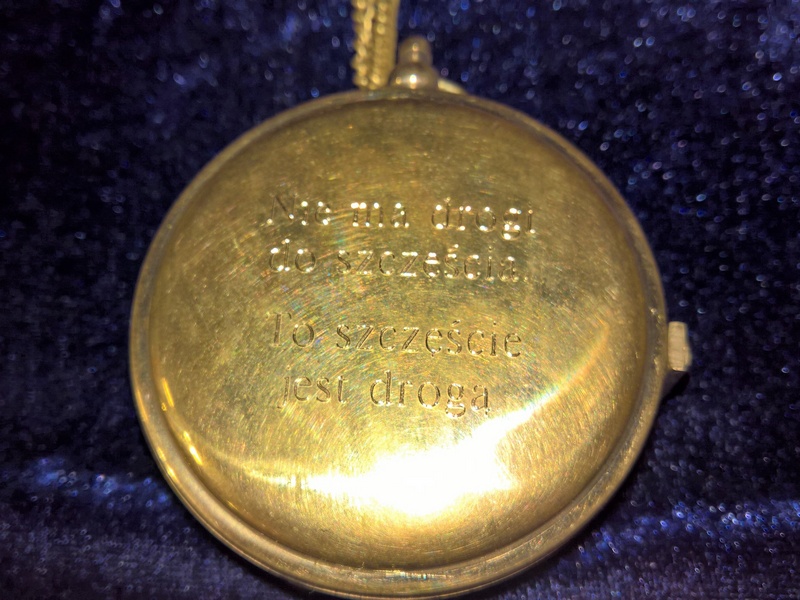 Nie ma drogi
do szczęścia.
To szczęście
jest drogą